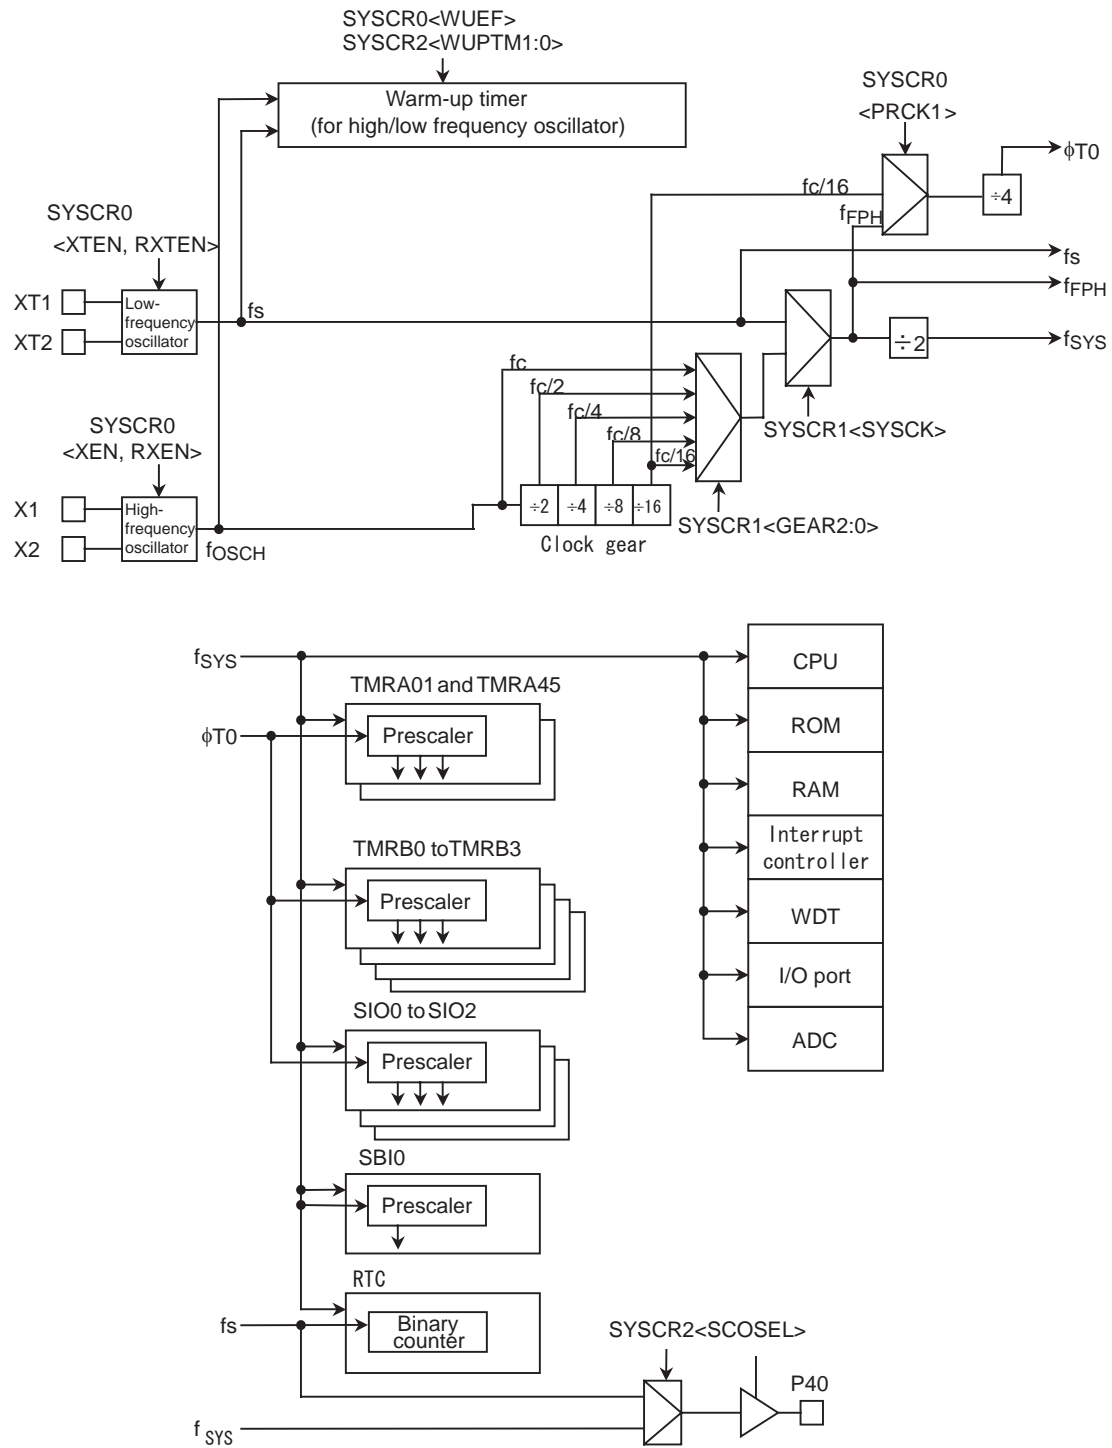 SYSCR0<WUEF>
SYSCR2<WUPTM1:0>
Warm-up timer
(for high/low frequency oscillator)
SYSCR0
<PRCK1>
ϕT0
fc/16
÷4
fFPH
SYSCR0
<XTEN, RXTEN>
fs
fFPH
XT1
XT2
Low-
frequency
oscillator
fs
÷2
fSYS
fc
fc/2
fc/4
fc/8
fc/16
SYSCR1<SYSCK>
SYSCR0
<XEN, RXEN>
X1
X2
High-
frequency
oscillator
fOSCH
÷2 ÷4 ÷8 ÷16
Clock gear
SYSCR1<GEAR2:0>
fSYS
CPU
TMRA01 and TMRA45
ϕT0
Prescaler
ROM
RAM
TMRB0 toTMRB3
Prescaler
Interrupt
controller
WDT
I/O port
SIO0 to SIO2
Prescaler
ADC
SBI0
Prescaler
RTC
fs
Binary
counter
SYSCR2<SCOSEL>
P40
fSYS